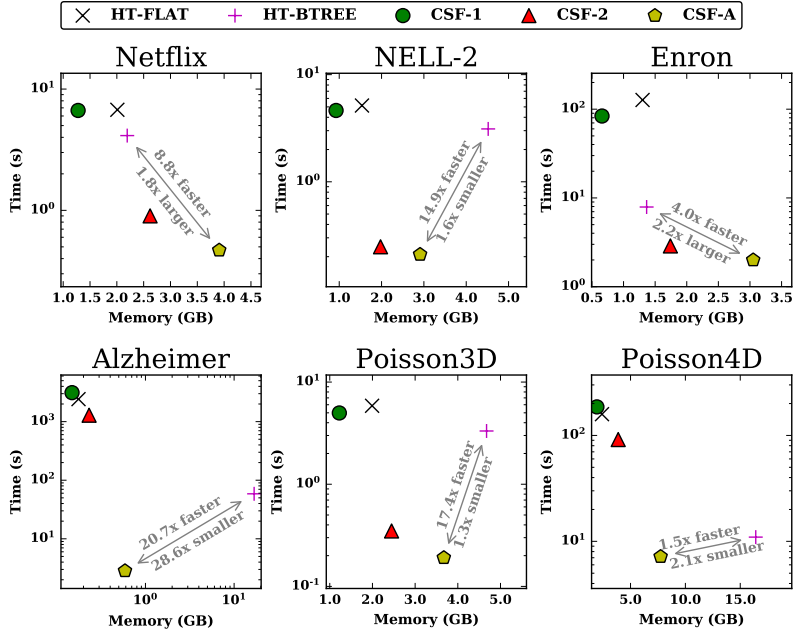 HT-FLAT HT-BTREE CSF-1 CSF-2 CSF-A
Netflix
10¹
10⁰
Time (s)
8.8x faster
1.8x larger
1.0 1.5 2.0 2.5 3.0 3.5 4.0 4.5
Memory (GB)
NELL-2
10¹
10⁰
Time (s)
14.9x faster
1.6x smaller
1.0 2.0 3.0 4.0 5.0
Memory (GB)
Enron
10²
10¹
10⁰
Time (s)
4.0x faster
2.2x larger
0.5 1.0 1.5 2.0 2.5 3.0 3.5
Memory (GB)
Alzheimer
10³
10²
10¹
Time (s)
20.7x faster
28.6x smaller
10⁰ 10¹
Memory (GB)
Poisson3D
10¹
10⁰
10⁻¹
Time (s)
17.4x faster
1.3x smaller
1.0 2.0 3.0 4.0 5.0
Memory (GB)
Poisson4D
10²
10¹
Time (s)
1.5x faster
2.1x smaller
5.0 10.0 15.0
Memory (GB)